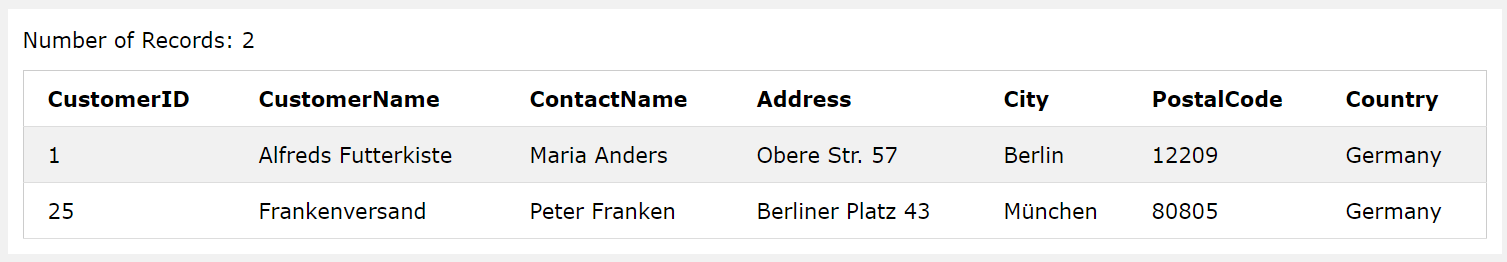 Number of Records: 2
CustomerID CustomerName ContactName Address City PostalCode Country
1 Alfreds Futterkiste Maria Anders Obere Str. 57 Berlin 12209 Germany
25 Frankenversand Peter Franken Berliner Platz 43 München 80805 Germany